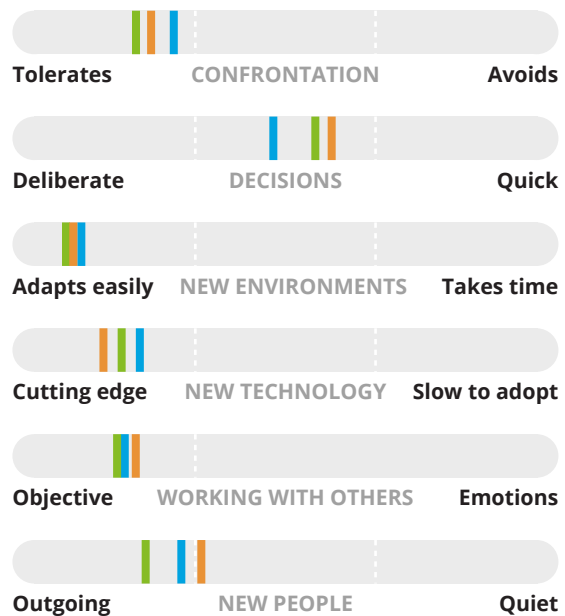 Tolerates CONFRONTATION Avoids
Deliberate DECISIONS Quick
Adapts easily NEW ENVIRONMENTS Takes time
Cutting edge NEW TECHNOLOGY Slow to adopt
Objective WORKING WITH OTHERS Emotions
Outgoing NEW PEOPLE Quiet